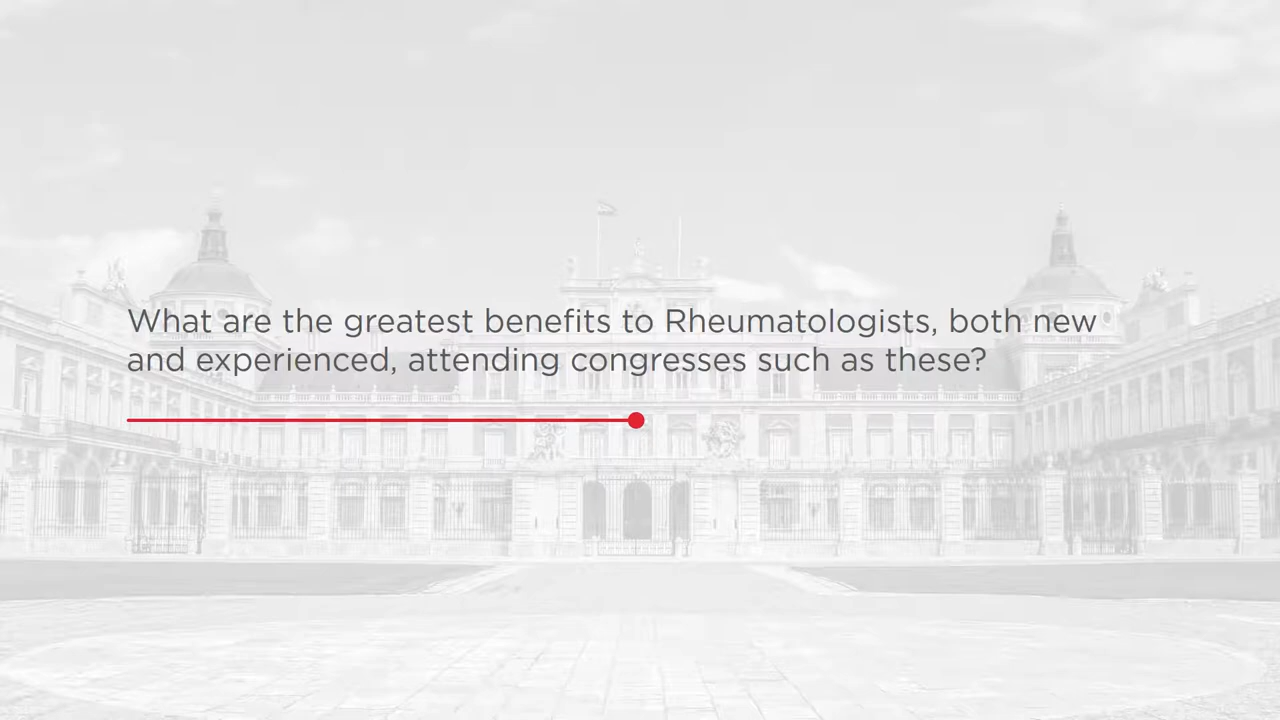 What are the greatest benefits to Rheumatologists, both new
and experienced, attending congresses such as these?